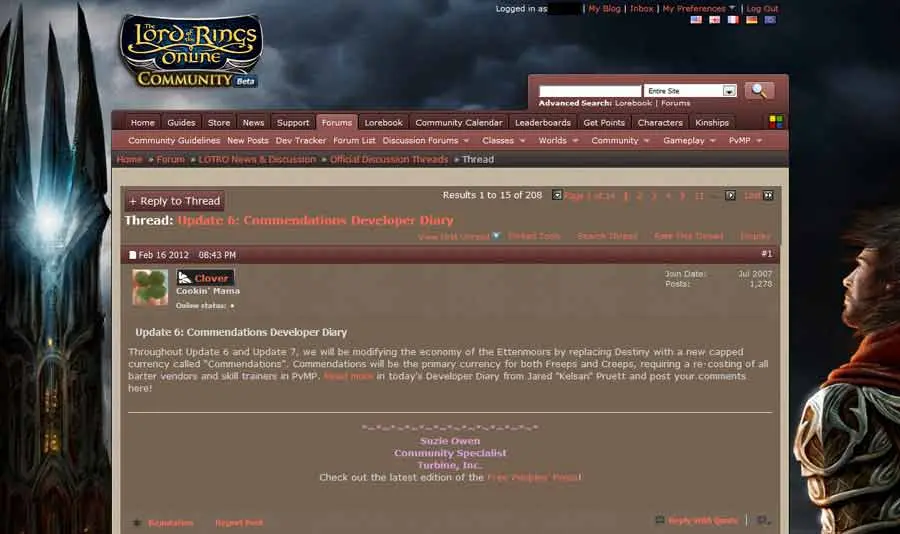 Logged in as | My Blog | Inbox | My Preferences | Log Out
The Lord of the Rings Online
Community Beta
Entire Site
Advanced Search: Lorebook | Forums
Home Guides Store News Support Forums Lorebook Community Calendar Leaderboards Get Points Characters Kinships
Community Guidelines New Posts Dev Tracker Forum List Discussion Forums Classes Worlds Community Gameplay PvMP
Home » Forum » LOTRO News & Discussion » Official Discussion Threads » Thread
+ Reply to Thread
Results 1 to 15 of 208 Page 1 of 14 1 2 3 4 5 11 ... Last
Thread: Update 6: Commendations Developer Diary
View First Unread Thread Tools Search Thread Rate This Thread Display
Feb 16 2012 08:43 PM #1
Clover
Cookin' Mama
Online status:
Join Date: Jul 2007
Posts: 1,278
Update 6: Commendations Developer Diary
Throughout Update 6 and Update 7, we will be modifying the economy of the Ettenmoors by replacing Destiny with a new capped
currency called "Commendations". Commendations will be the primary currency for both Freeps and Creeps, requiring a re-costing of all
barter vendors and skill trainers in PvMP. Read more in today's Developer Diary from Jared "Kelsan" Pruett and post your comments
here!
*~*~*~*~*~*~*~*~*~*~*~*
Suzie Owen
Community Specialist
Turbine, Inc.
Check out the latest edition of the Free Peoples' Press!
Reputation Report Post Reply With Quote